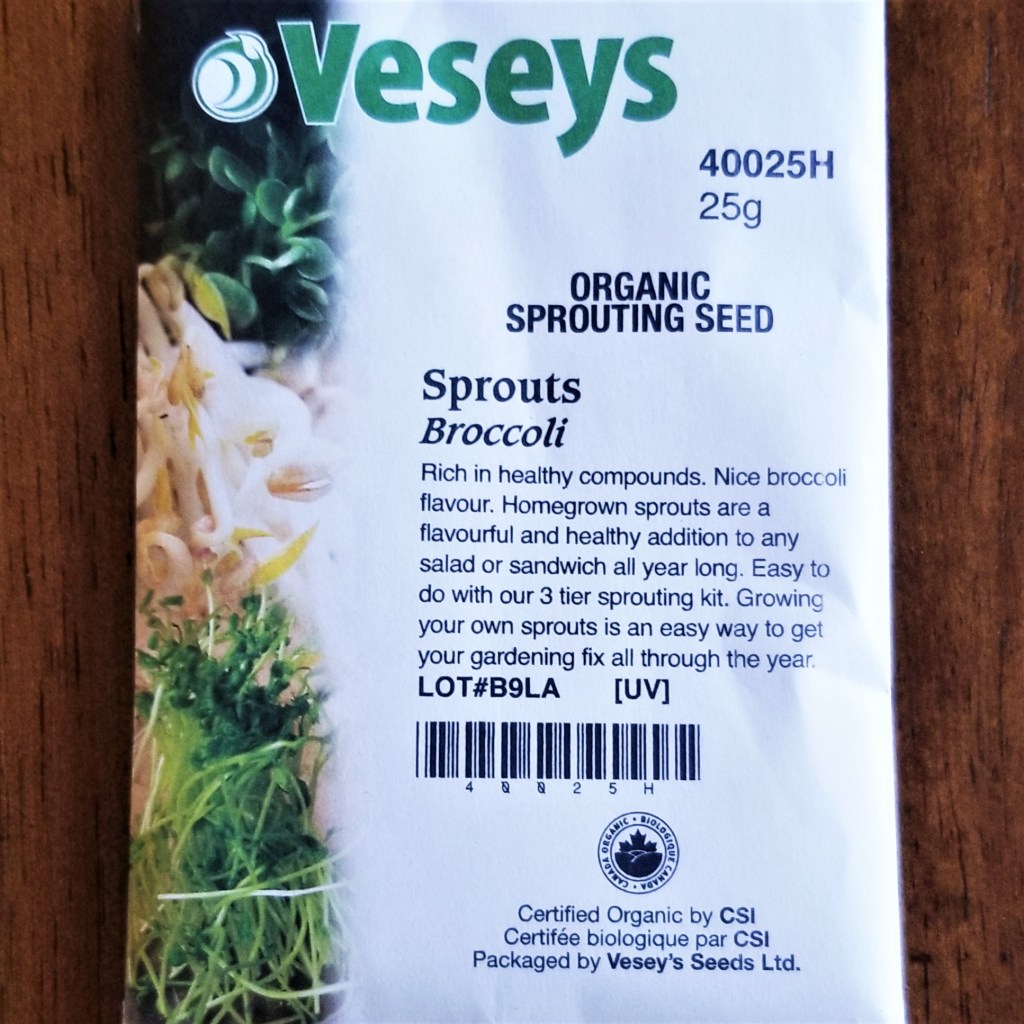 Veseys
40025H
25g
ORGANIC
SPROUTING SEED
Sprouts
Broccoli
Rich in healthy compounds. Nice broccoli
flavour. Homegrown sprouts are a
flavourful and healthy addition to any
salad or sandwich all year long. Easy to
do with our 3 tier sprouting kit. Growing
your own sprouts is an easy way to get
your gardening fix all through the year.
LOT#B9LA [UV]
40025H
CANADA ORGANIC • BIOLOGIQUE CANADA •
Certified Organic by CSI
Certifée biologique par CSI
Packaged by Vesey's Seeds Ltd.